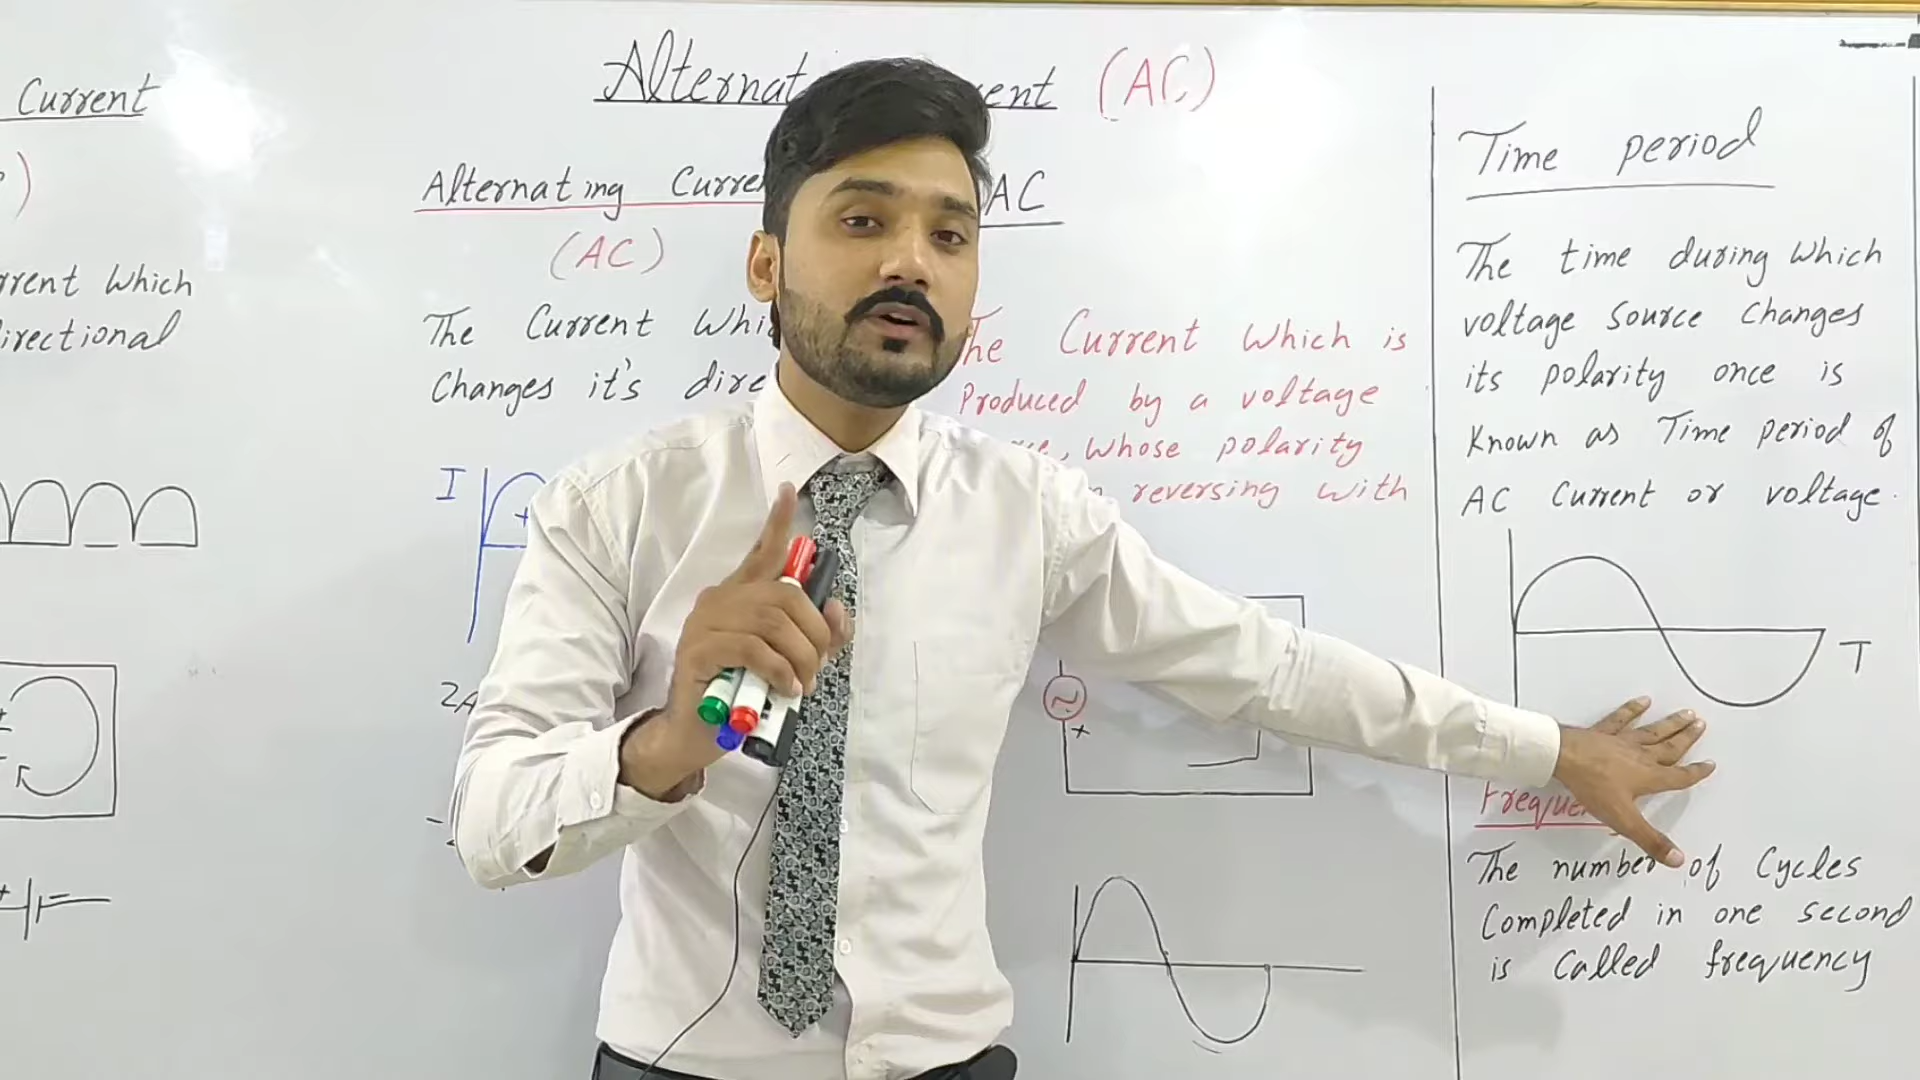 Current
)
rrent Which
directional
Alternat ent (AC)
Alternating Curre
(AC)
The Current Whi
Changes it's dire
I
+
2A
AC
The Current Which is
Produced by a voltage
, Whose polarity
reversing with
+
Time period
The time during Which
voltage source Changes
its polarity once is
Known as Time period of
AC Current or voltage.
T
Freque
The number of Cycles
Completed in one second
is Called frequency